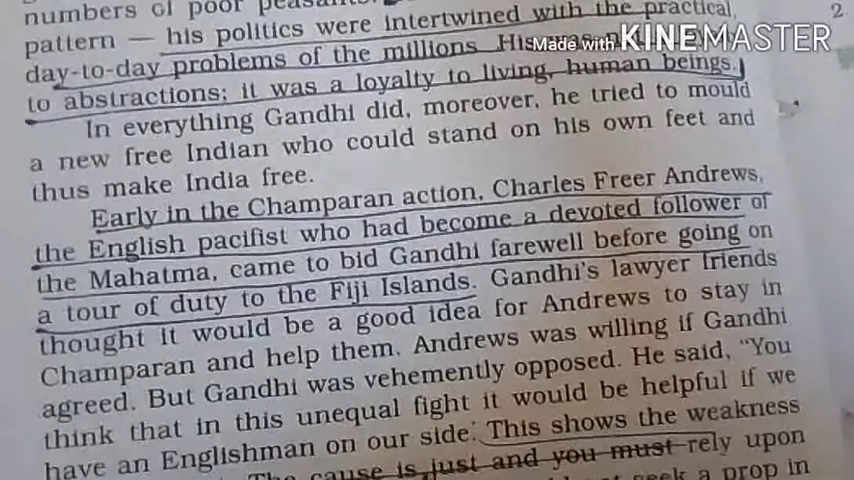 numbers of poor peasants.
pattern — his politics were intertwined with the practical,
day-to-day problems of the millions His was
Made with KINEMASTER
2
to abstractions; it was a loyalty to living, human beings.
In everything Gandhi did, moreover, he tried to mould
a new free Indian who could stand on his own feet and
thus make India free.
Early in the Champaran action, Charles Freer Andrews,
the English pacifist who had become a devoted follower of
the Mahatma, came to bid Gandhi farewell before going on
a tour of duty to the Fiji Islands. Gandhi's lawyer friends
thought it would be a good idea for Andrews to stay in
Champaran and help them. Andrews was willing if Gandhi
agreed. But Gandhi was vehemently opposed. He said, “You
think that in this unequal fight it would be helpful if we
have an Englishman on our side. This shows the weakness
The cause is just and you must rely upon
seek a prop in